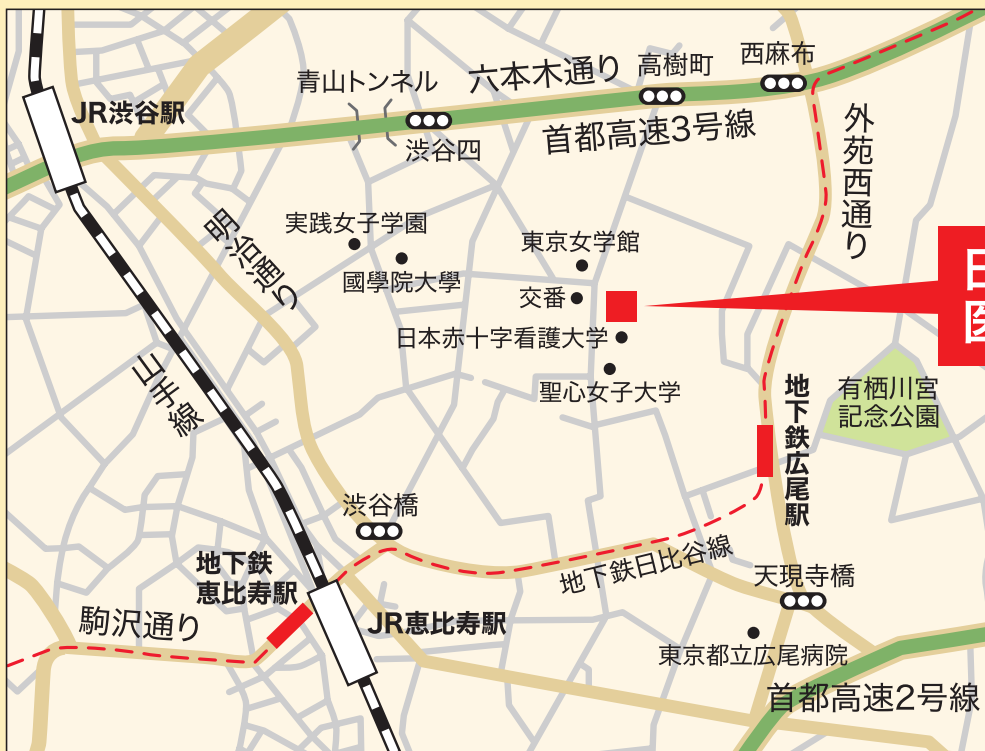 西麻布
高樹町
六本木通り
青山トンネル
JR渋谷駅
首都高速3号線
渋谷四
外苑西通り
実践女子学園
明治通り
東京女学館
國學院大學
交番
日
医
日本赤十字看護大学
山手線
聖心女子大学
有栖川宮
記念公園
地下鉄広尾駅
渋谷橋
地下鉄日比谷線
地下鉄
恵比寿駅
天現寺橋
駒沢通り
JR恵比寿駅
東京都立広尾病院
首都高速2号線